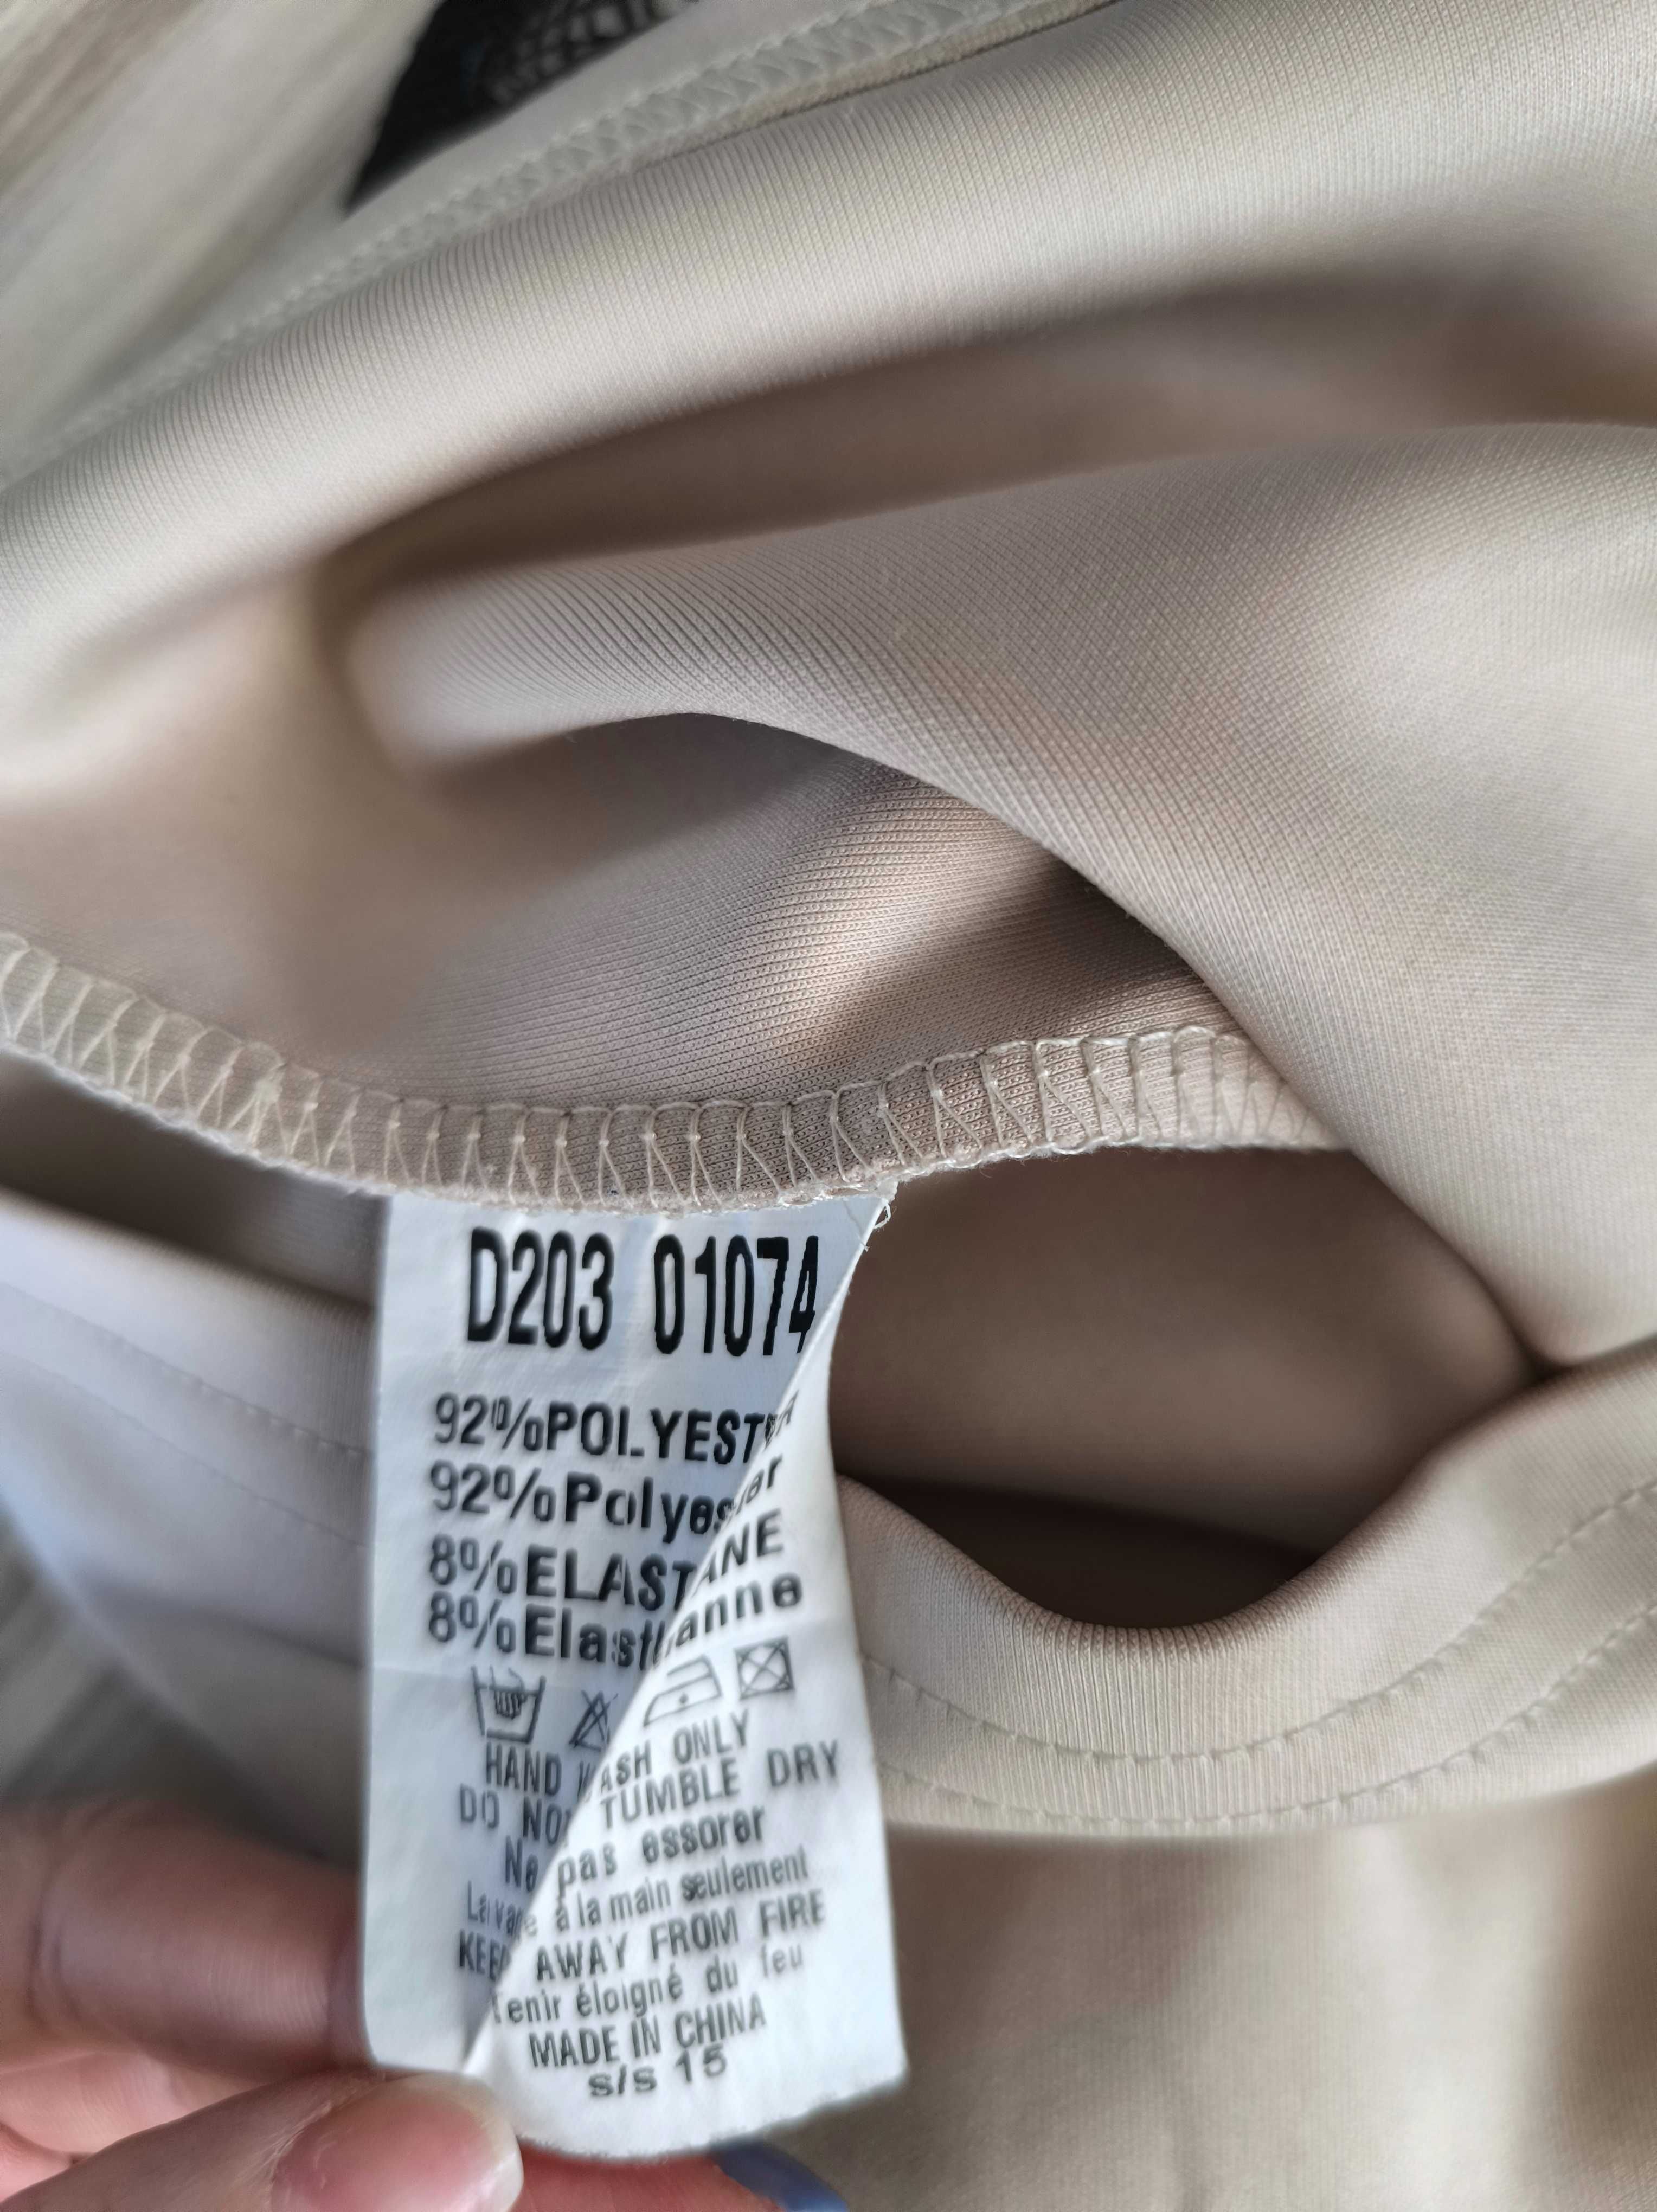 D203 01074
92%POLYESTER
92%Polyester
8%ELASTANE
8%Elasthanne
HAND WASH ONLY
DO NOT TUMBLE DRY
Ne pas essorer
Lavage à la main seulement
KEEP AWAY FROM FIRE
Tenir éloigné du feu
MADE IN CHINA
s/s 15